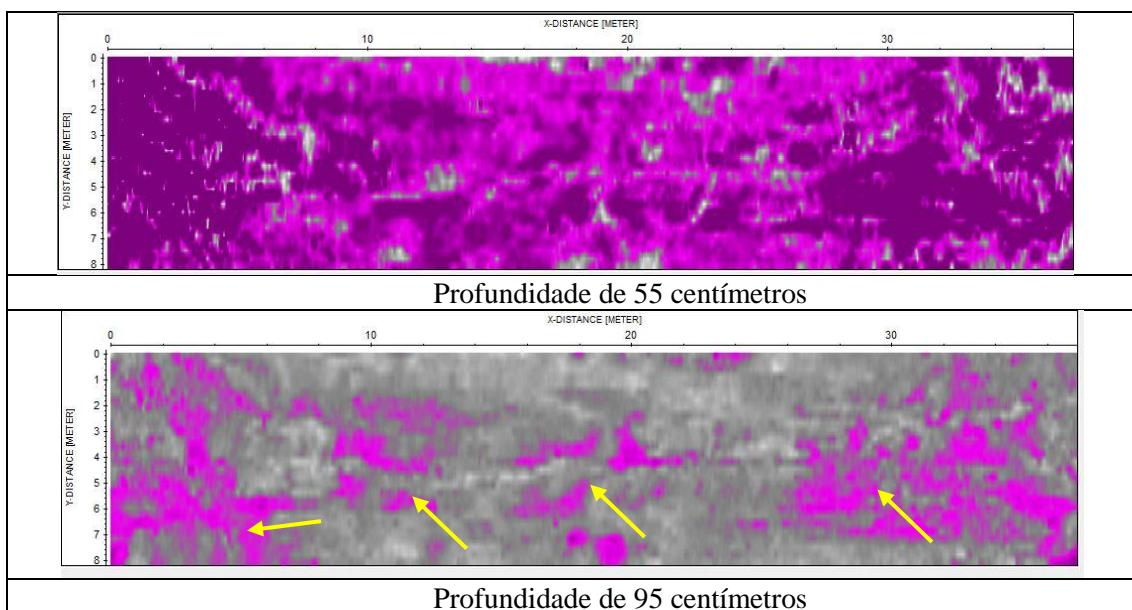 X-DISTANCE [METER]
0 10 20 30
Y-DISTANCE [METER]
0
1
2
3
4
5
6
7
8
Profundidade de 55 centímetros
X-DISTANCE [METER]
0 10 20 30
Y-DISTANCE [METER]
0
1
2
3
4
5
6
7
8
Profundidade de 95 centímetros